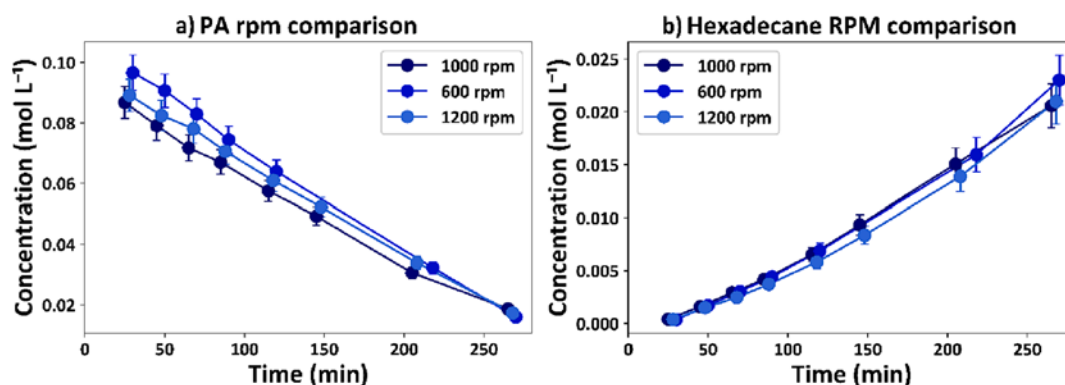 a) PA rpm comparison
Concentration (mol L⁻¹)
0.10
0.08
0.06
0.04
0.02
1000 rpm
600 rpm
1200 rpm
0 50 100 150 200 250
Time (min)
b) Hexadecane RPM comparison
Concentration (mol L⁻¹)
0.025
0.020
0.015
0.010
0.005
0.000
1000 rpm
600 rpm
1200 rpm
0 50 100 150 200 250
Time (min)